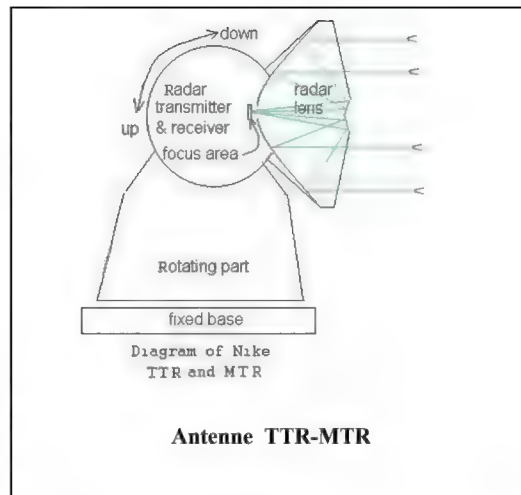 down
Radar
transmitter
& receiver
up
focus area
radar
lens
Rotating part
fixed base
Diagram of Nike
TTR and MTR
Antenne TTR-MTR